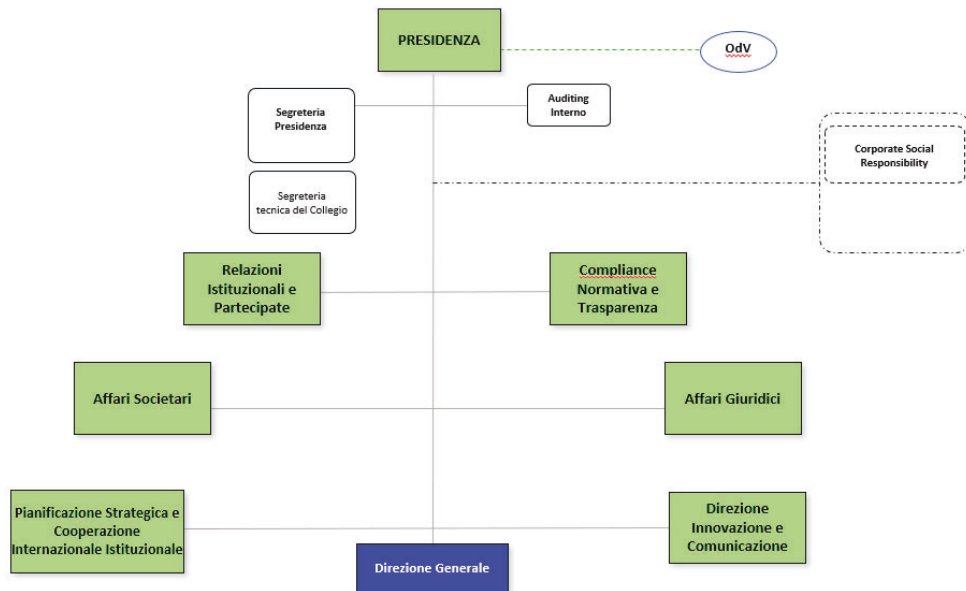 PRESIDENZA
OdV
Segreteria
Presidenza
Auditing
Interno
Corporate Social
Responsibility
Segreteria
tecnica del Collegio
Relazioni
Istituzionali e
Partecipate
Compliance
Normativa e
Trasparenza
Affari Societari
Affari Giuridici
Pianificazione Strategica e
Cooperazione
Internazionale Istituzionale
Direzione
Innovazione e
Comunicazione
Direzione Generale